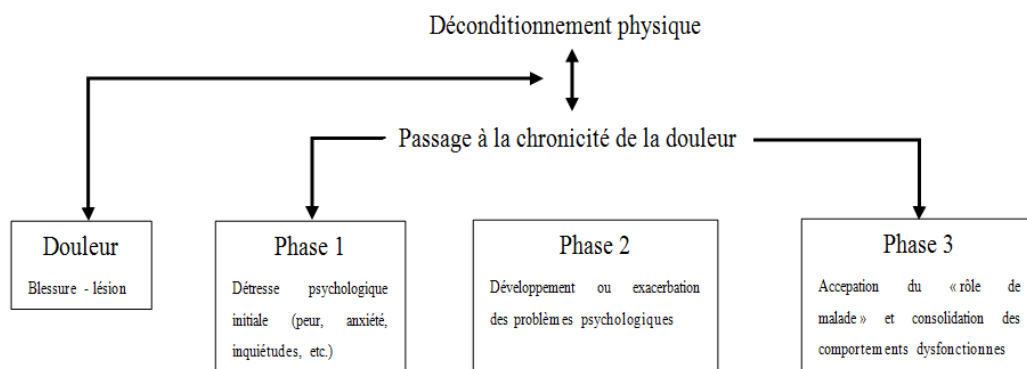 Déconditionnement physique
Passage à la chronicité de la douleur
Douleur
Blessure - lésion
Phase 1
Détresse psychologique
initiale (peur, anxiété,
inquiétudes, etc.)
Phase 2
Développement ou exacerbation
des problèmes psychologiques
Phase 3
Accepation du « rôle de
malade » et consolidation des
comportements dysfonctionnes